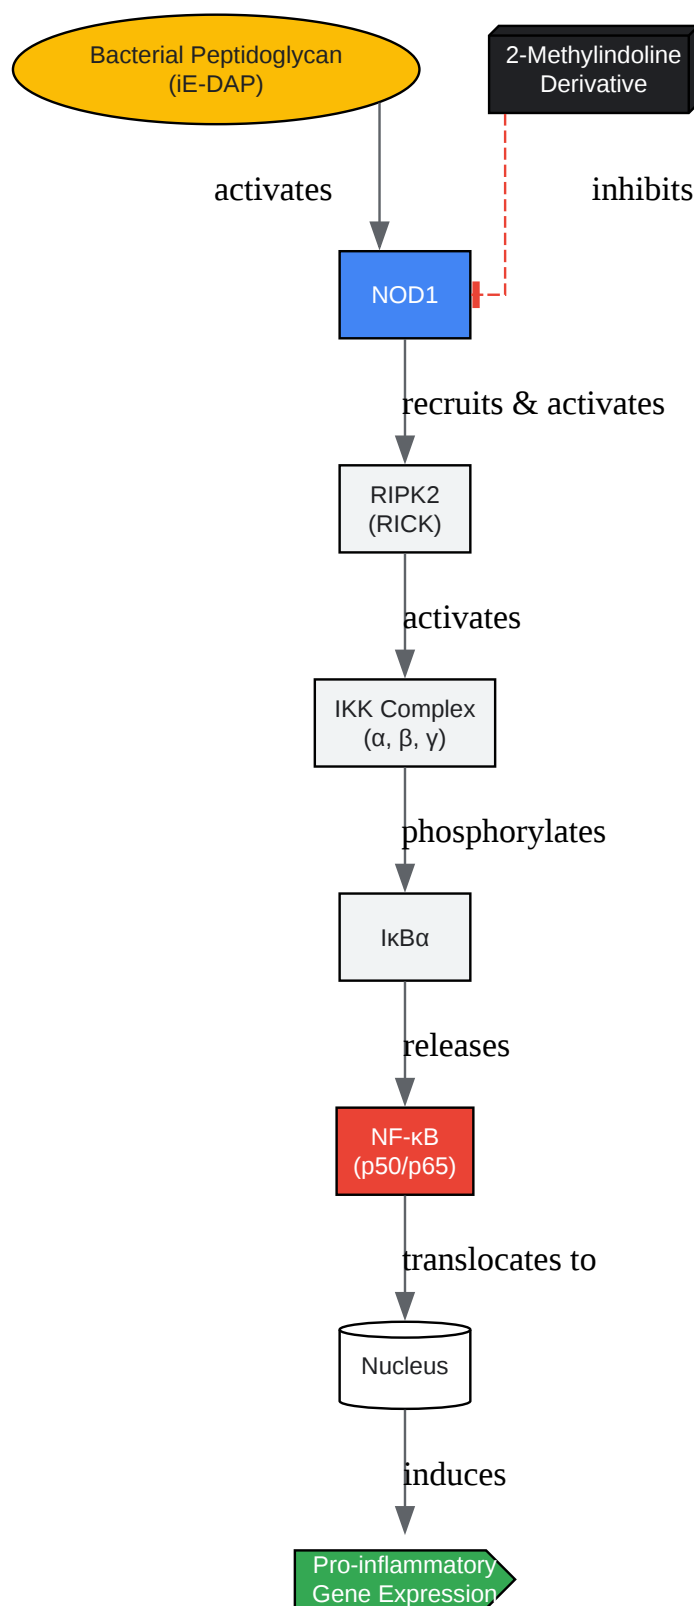 Bacterial Peptidoglycan
(iE-DAP)
2-Methylindoline
Derivative
activates
inhibits
NOD1
recruits & activates
RIPK2
(RICK)
activates
IKK Complex
(α, β, γ)
phosphorylates
IκBα
releases
NF-κB
(p50/p65)
translocates to
Nucleus
induces
Pro-inflammatory
Gene Expression